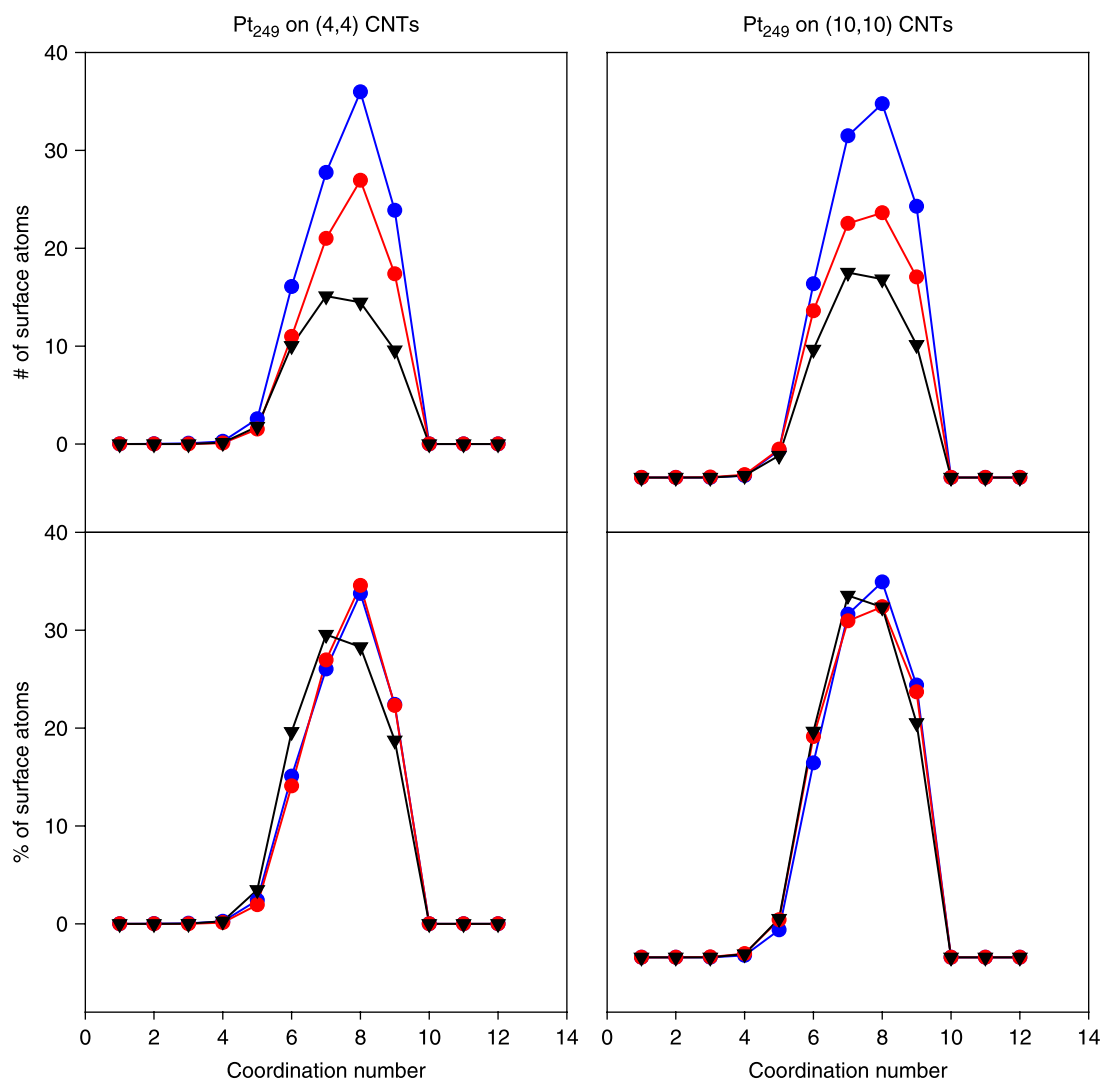 Pt249 on (4,4) CNTs
Pt249 on (10,10) CNTs
# of surface atoms
40
30
20
10
0
% of surface atoms
40
30
20
10
0
0 2 4 6 8 10 12 14
0 2 4 6 8 10 12 14
Coordination number
Coordination number